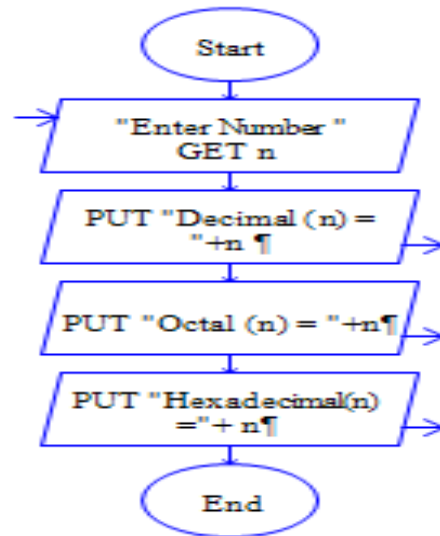 Start
"Enter Number "
GET n
PUT "Decimal (n) =
"+n ¶
PUT "Octal (n) = "+n¶
PUT "Hexadecimal(n)
="+ n¶
End